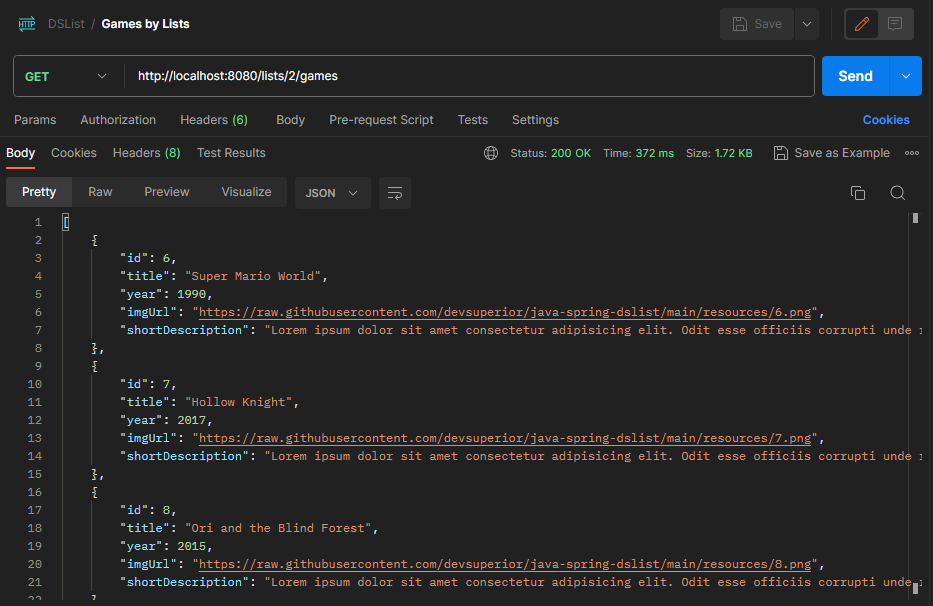 HTTP DSList / Games by Lists Save
GET http://localhost:8080/lists/2/games Send
Params Authorization Headers (6) Body Pre-request Script Tests Settings Cookies
Body Cookies Headers (8) Test Results Status: 200 OK Time: 372 ms Size: 1.72 KB Save as Example
Pretty Raw Preview Visualize JSON
1 [
2 {
3 "id": 6,
4 "title": "Super Mario World",
5 "year": 1990,
6 "imgUrl": "https://raw.githubusercontent.com/devsuperior/java-spring-dslist/main/resources/6.png",
7 "shortDescription": "Lorem ipsum dolor sit amet consectetur adipisicing elit. Odit esse officiis corrupti unde
8 },
9 {
10 "id": 7,
11 "title": "Hollow Knight",
12 "year": 2017,
13 "imgUrl": "https://raw.githubusercontent.com/devsuperior/java-spring-dslist/main/resources/7.png",
14 "shortDescription": "Lorem ipsum dolor sit amet consectetur adipisicing elit. Odit esse officiis corrupti unde
15 },
16 {
17 "id": 8,
18 "title": "Ori and the Blind Forest",
19 "year": 2015,
20 "imgUrl": "https://raw.githubusercontent.com/devsuperior/java-spring-dslist/main/resources/8.png",
21 "shortDescription": "Lorem ipsum dolor sit amet consectetur adipisicing elit. Odit esse officiis corrupti unde